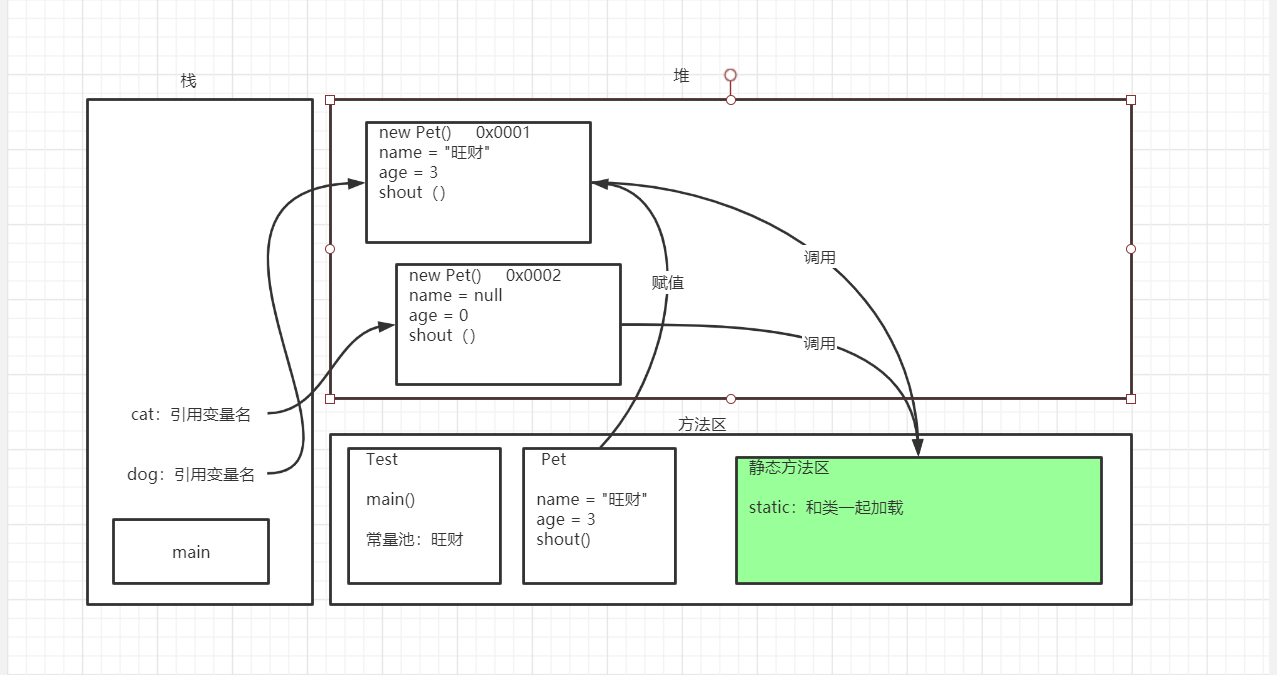 栈
堆
new Pet() 0x0001
name = "旺财"
age = 3
shout（）
new Pet() 0x0002
name = null
age = 0
shout（）
调用
赋值
调用
cat：引用变量名
dog：引用变量名
main
方法区
Test
main()
常量池：旺财
Pet
name = "旺财"
age = 3
shout()
静态方法区
static：和类一起加载